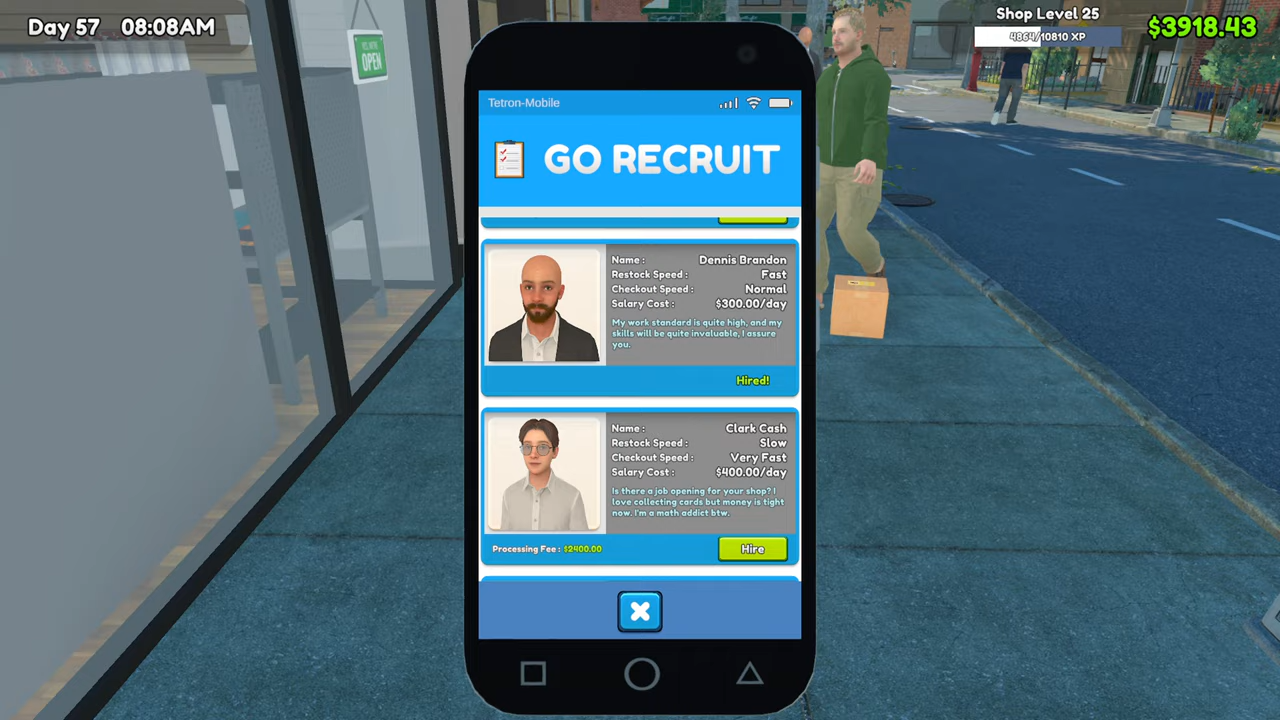 Day 57 08:08AM
YES, WE'RE
OPEN
Shop Level 25
4864/10810 XP
$3918.43
Tetron-Mobile
GO RECRUIT
Name : Dennis Brandon
Restock Speed : Fast
Checkout Speed : Normal
Salary Cost : $300.00/day
My work standard is quite high, and my
skills will be quite invaluable, I assure
you.
Hired!
Name : Clark Cash
Restock Speed : Slow
Checkout Speed : Very Fast
Salary Cost : $400.00/day
Is there a job opening for your shop? I
love collecting cards but money is tight
now. I'm a math addict btw.
Processing Fee : $2400.00
Hire